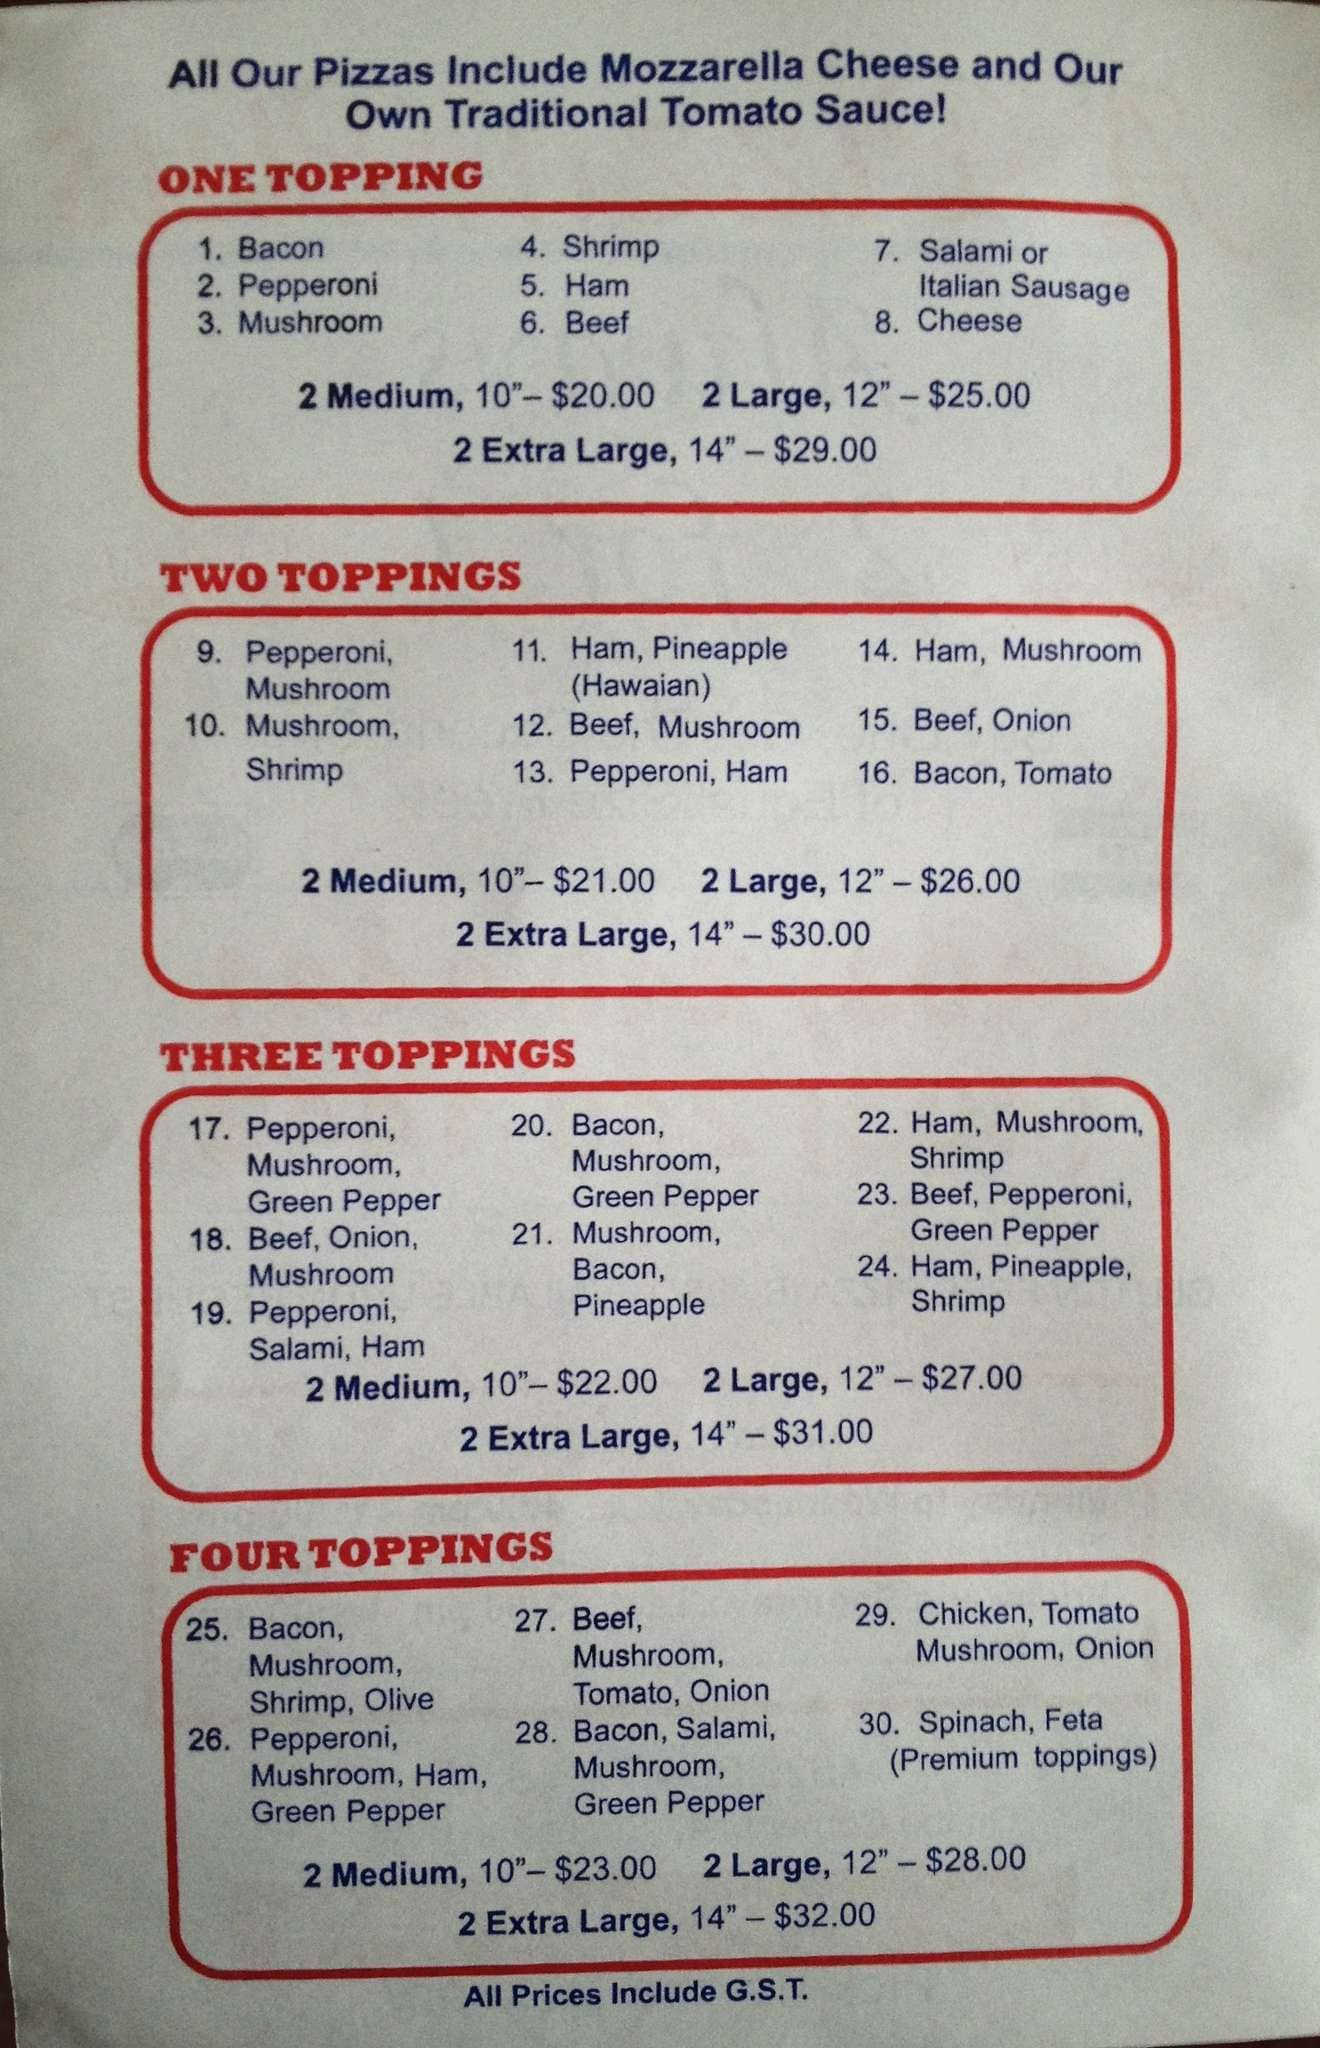 All Our Pizzas Include Mozzarella Cheese and Our
Own Traditional Tomato Sauce!
ONE TOPPING
1. Bacon
2. Pepperoni
3. Mushroom
4. Shrimp
5. Ham
6. Beef
7. Salami or
Italian Sausage
8. Cheese
2 Medium, 10”– $20.00 2 Large, 12” – $25.00
2 Extra Large, 14” – $29.00
TWO TOPPINGS
9. Pepperoni,
Mushroom
10. Mushroom,
Shrimp
11. Ham, Pineapple
(Hawaian)
12. Beef, Mushroom
13. Pepperoni, Ham
14. Ham, Mushroom
15. Beef, Onion
16. Bacon, Tomato
2 Medium, 10”– $21.00 2 Large, 12” – $26.00
2 Extra Large, 14” – $30.00
THREE TOPPINGS
17. Pepperoni,
Mushroom,
Green Pepper
18. Beef, Onion,
Mushroom
19. Pepperoni,
Salami, Ham
20. Bacon,
Mushroom,
Green Pepper
21. Mushroom,
Bacon,
Pineapple
22. Ham, Mushroom,
Shrimp
23. Beef, Pepperoni,
Green Pepper
24. Ham, Pineapple,
Shrimp
2 Medium, 10”– $22.00 2 Large, 12” – $27.00
2 Extra Large, 14” – $31.00
FOUR TOPPINGS
25. Bacon,
Mushroom,
Shrimp, Olive
26. Pepperoni,
Mushroom, Ham,
Green Pepper
27. Beef,
Mushroom,
Tomato, Onion
28. Bacon, Salami,
Mushroom,
Green Pepper
29. Chicken, Tomato
Mushroom, Onion
30. Spinach, Feta
(Premium toppings)
2 Medium, 10”– $23.00 2 Large, 12” – $28.00
2 Extra Large, 14” – $32.00
All Prices Include G.S.T.